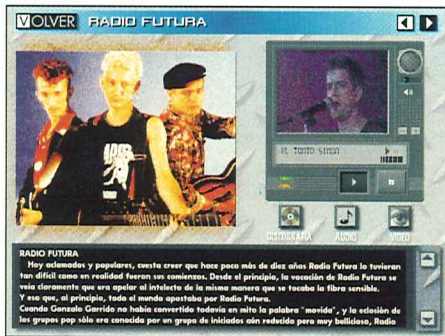 VOLVER RADIO FUTURA
EL TONTO SIMON
DISCOGRAFIA AUDIO VIDEO
RADIO FUTURA
Hoy aclamados y populares, cuesta creer que hace poco más de diez años Radio Futura lo tuvieran
tan difícil como en realidad fueron sus comienzos. Desde el principio, la vocación de Radio Futura se
veía claramente que era apelar al intelecto de la misma manera que se tocaba la fibra sensible.
Y eso que, al principio, todo el mundo apostaba por Radio Futura.
Cuando Gonzalo Garrido no había convertido todavía en mito la palabra "movida", y la eclosión de
los grupos pop sólo era conocida por un grupo de iniciados aún reducido pero muy bullicioso, Radio